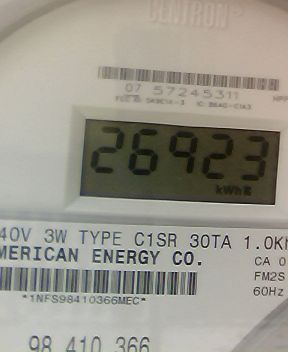 CENTRON
07 57245311
26923
kWh
40V 3W TYPE C1SR 30TA 1.0Kh
MERICAN ENERGY CO.
CA 0
FM2S
60Hz
*1NFS98410366MEC*
98 410 366